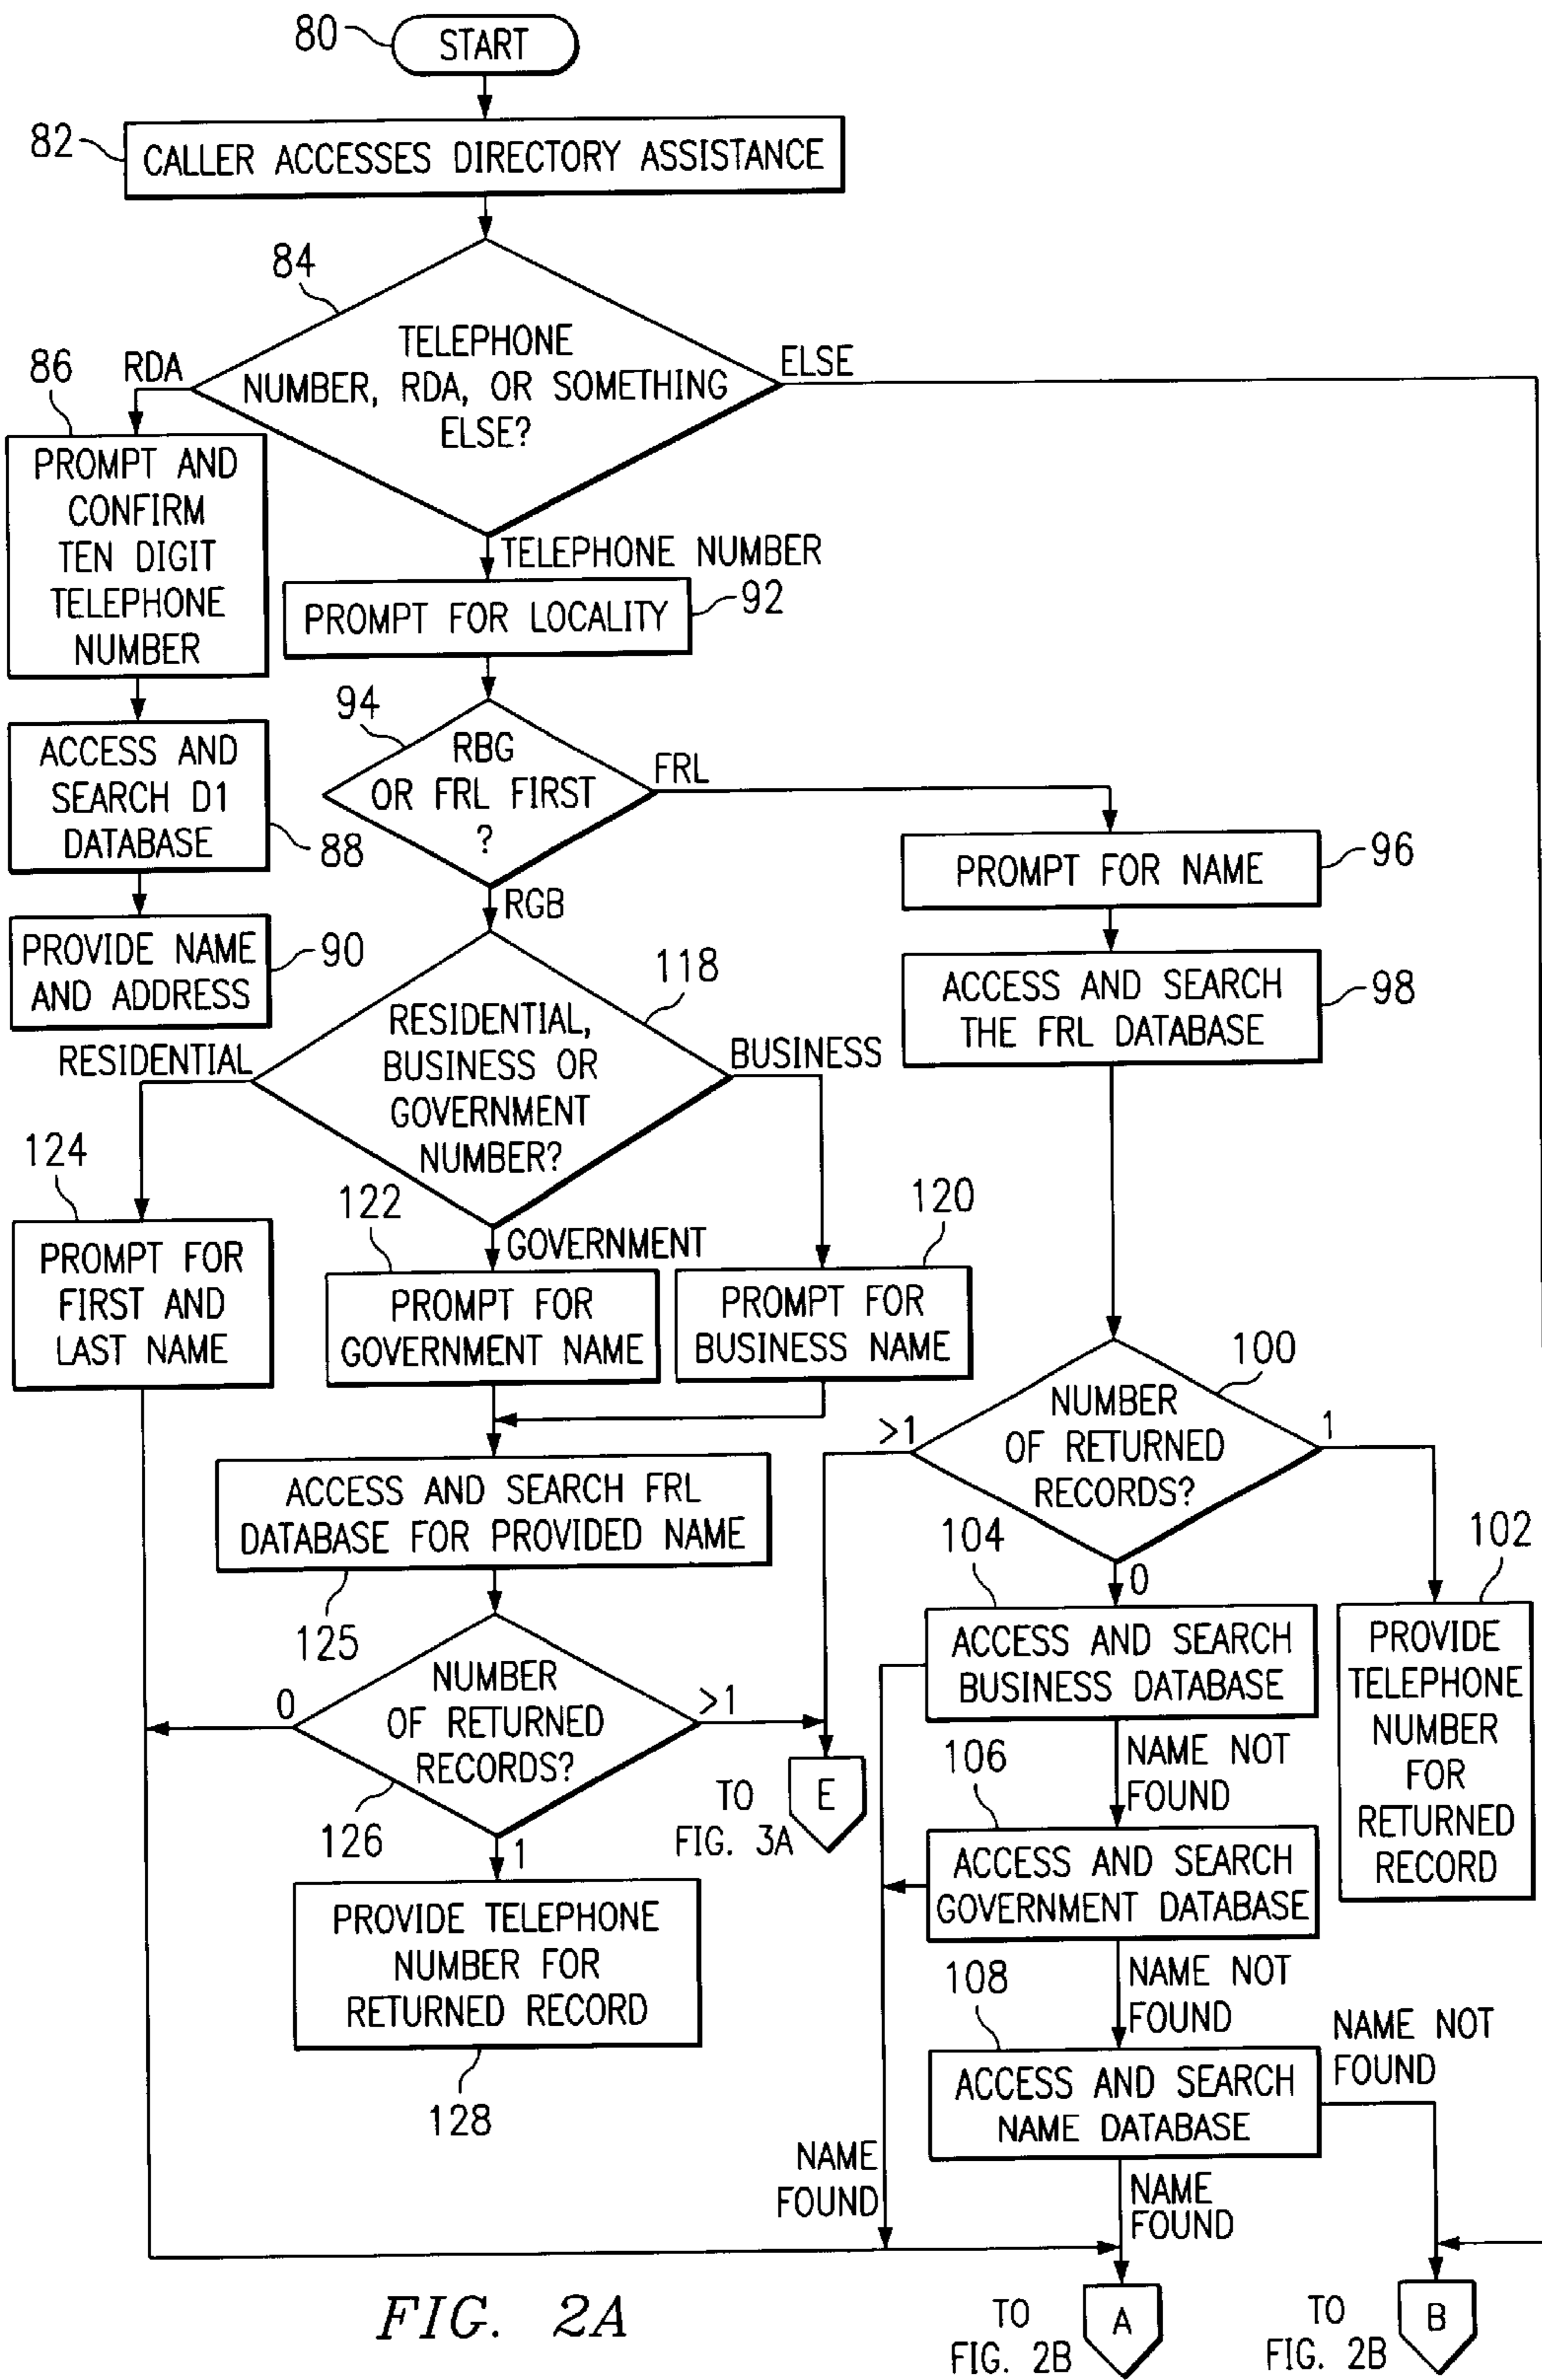 80
START
82
CALLER ACCESSES DIRECTORY ASSISTANCE
84
TELEPHONE
NUMBER, RDA, OR SOMETHING
ELSE?
RDA
ELSE
86
PROMPT AND
CONFIRM
TEN DIGIT
TELEPHONE
NUMBER
TELEPHONE NUMBER
PROMPT FOR LOCALITY
92
94
RBG
OR FRL FIRST
?
FRL
ACCESS AND
SEARCH D1
DATABASE
88
RGB
PROMPT FOR NAME
96
PROVIDE NAME
AND ADDRESS
90
118
RESIDENTIAL,
BUSINESS OR
GOVERNMENT
NUMBER?
ACCESS AND SEARCH
THE FRL DATABASE
98
RESIDENTIAL
BUSINESS
124
PROMPT FOR
FIRST AND
LAST NAME
122
GOVERNMENT
PROMPT FOR
GOVERNMENT NAME
120
PROMPT FOR
BUSINESS NAME
100
NUMBER
OF RETURNED
RECORDS?
>1
1
0
ACCESS AND SEARCH FRL
DATABASE FOR PROVIDED NAME
125
104
ACCESS AND SEARCH
BUSINESS DATABASE
102
PROVIDE
TELEPHONE
NUMBER
FOR
RETURNED
RECORD
NUMBER
OF RETURNED
RECORDS?
0
>1
126
1
TO
FIG. 3A
E
NAME NOT
FOUND
106
ACCESS AND SEARCH
GOVERNMENT DATABASE
PROVIDE TELEPHONE
NUMBER FOR
RETURNED RECORD
128
NAME NOT
FOUND
108
ACCESS AND SEARCH
NAME DATABASE
NAME NOT
FOUND
NAME
FOUND
NAME
FOUND
FIG. 2A
TO
FIG. 2B
A
TO
FIG. 2B
B